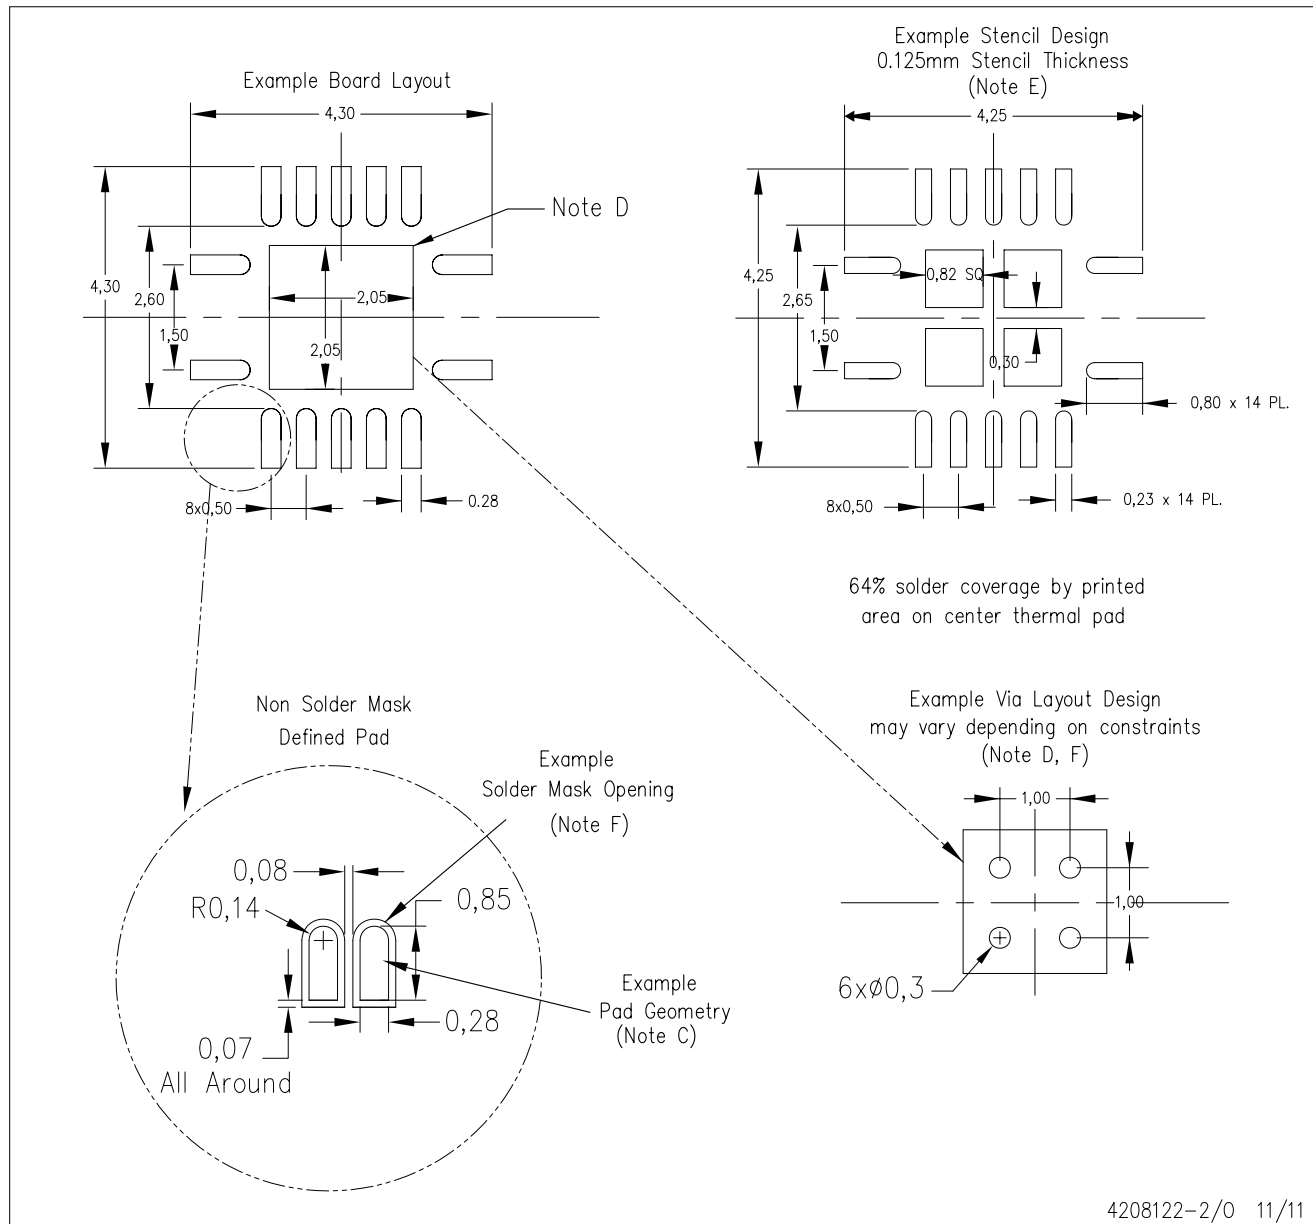 Example Board Layout
4,30
Note D
4,30
2,60
1,50
2,05
2,05
8x0,50
0.28
Example Stencil Design
0.125mm Stencil Thickness
(Note E)
4,25
4,25
2,65
1,50
0,82 SQ
0,30
0,80 x 14 PL.
8x0,50
0,23 x 14 PL.
64% solder coverage by printed
area on center thermal pad
Non Solder Mask
Defined Pad
Example
Solder Mask Opening
(Note F)
0,08
R0,14
0,85
0,28
0,07
All Around
Example
Pad Geometry
(Note C)
Example Via Layout Design
may vary depending on constraints
(Note D, F)
1,00
1,00
6xø0,3
4208122-2/O 11/11